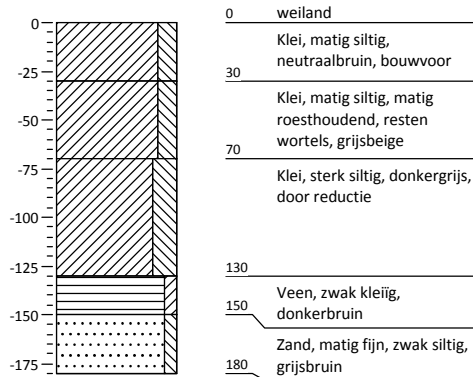 0
-25
-50
-75
-100
-125
-150
-175
0 weiland
Klei, matig siltig,
neutraalbruin, bouwvoor
30
Klei, matig siltig, matig
roesthoudend, resten
wortels, grijsbeige
70
Klei, sterk siltig, donkergrijs,
door reductie
130
Veen, zwak kleiïg,
donkerbruin
150
Zand, matig fijn, zwak siltig,
grijsbruin
180